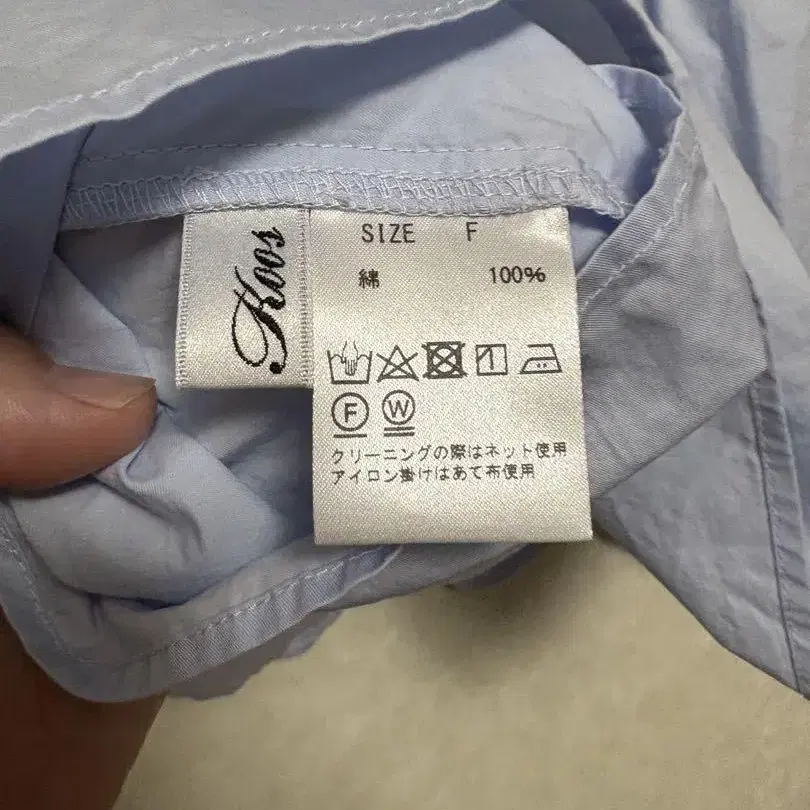 Koos
SIZE F
綿 100%
F W
クリーニングの際はネット使用
アイロン掛けはあて布使用